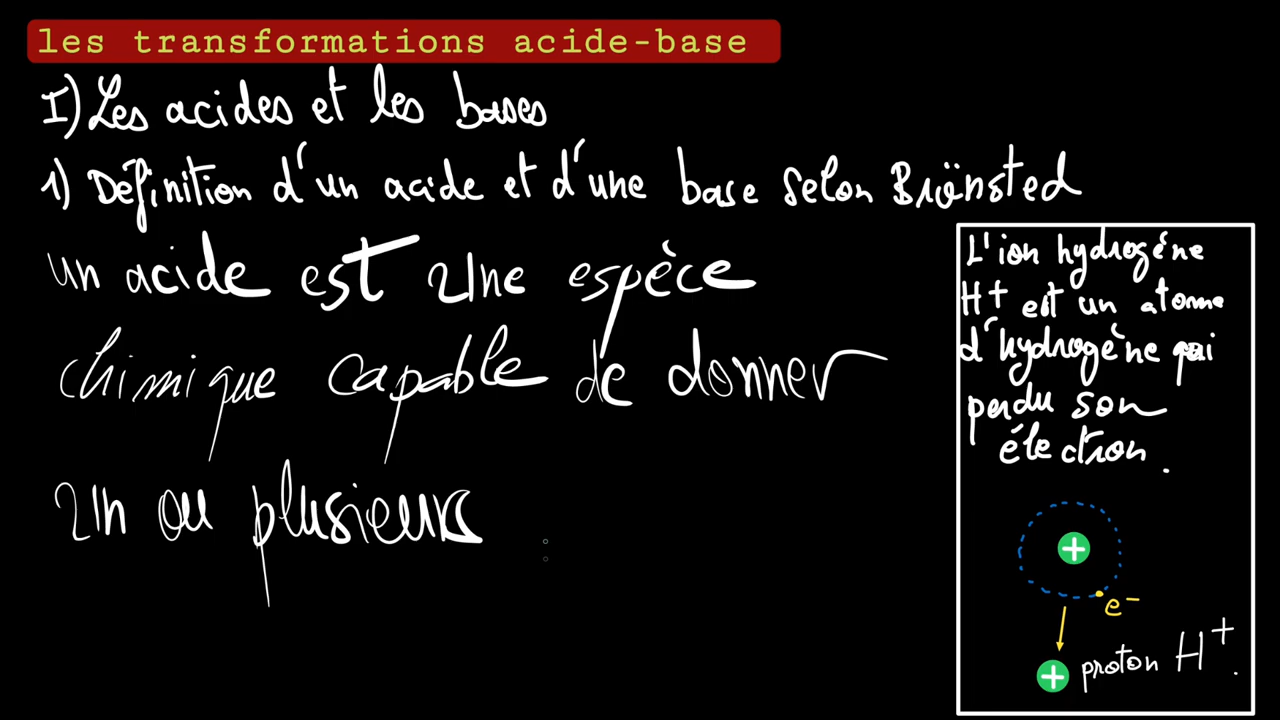 les transformations acide-base
I) Les acides et les bases
1) Définition d'un acide et d'une base selon Brönsted
un acide est une espèce
chimique capable de donner
un ou plusieurs
L'ion hydrogéne
H+ est un atome
d'hydrogène qui
perdu son
électron.
+
e-
+ proton H+.